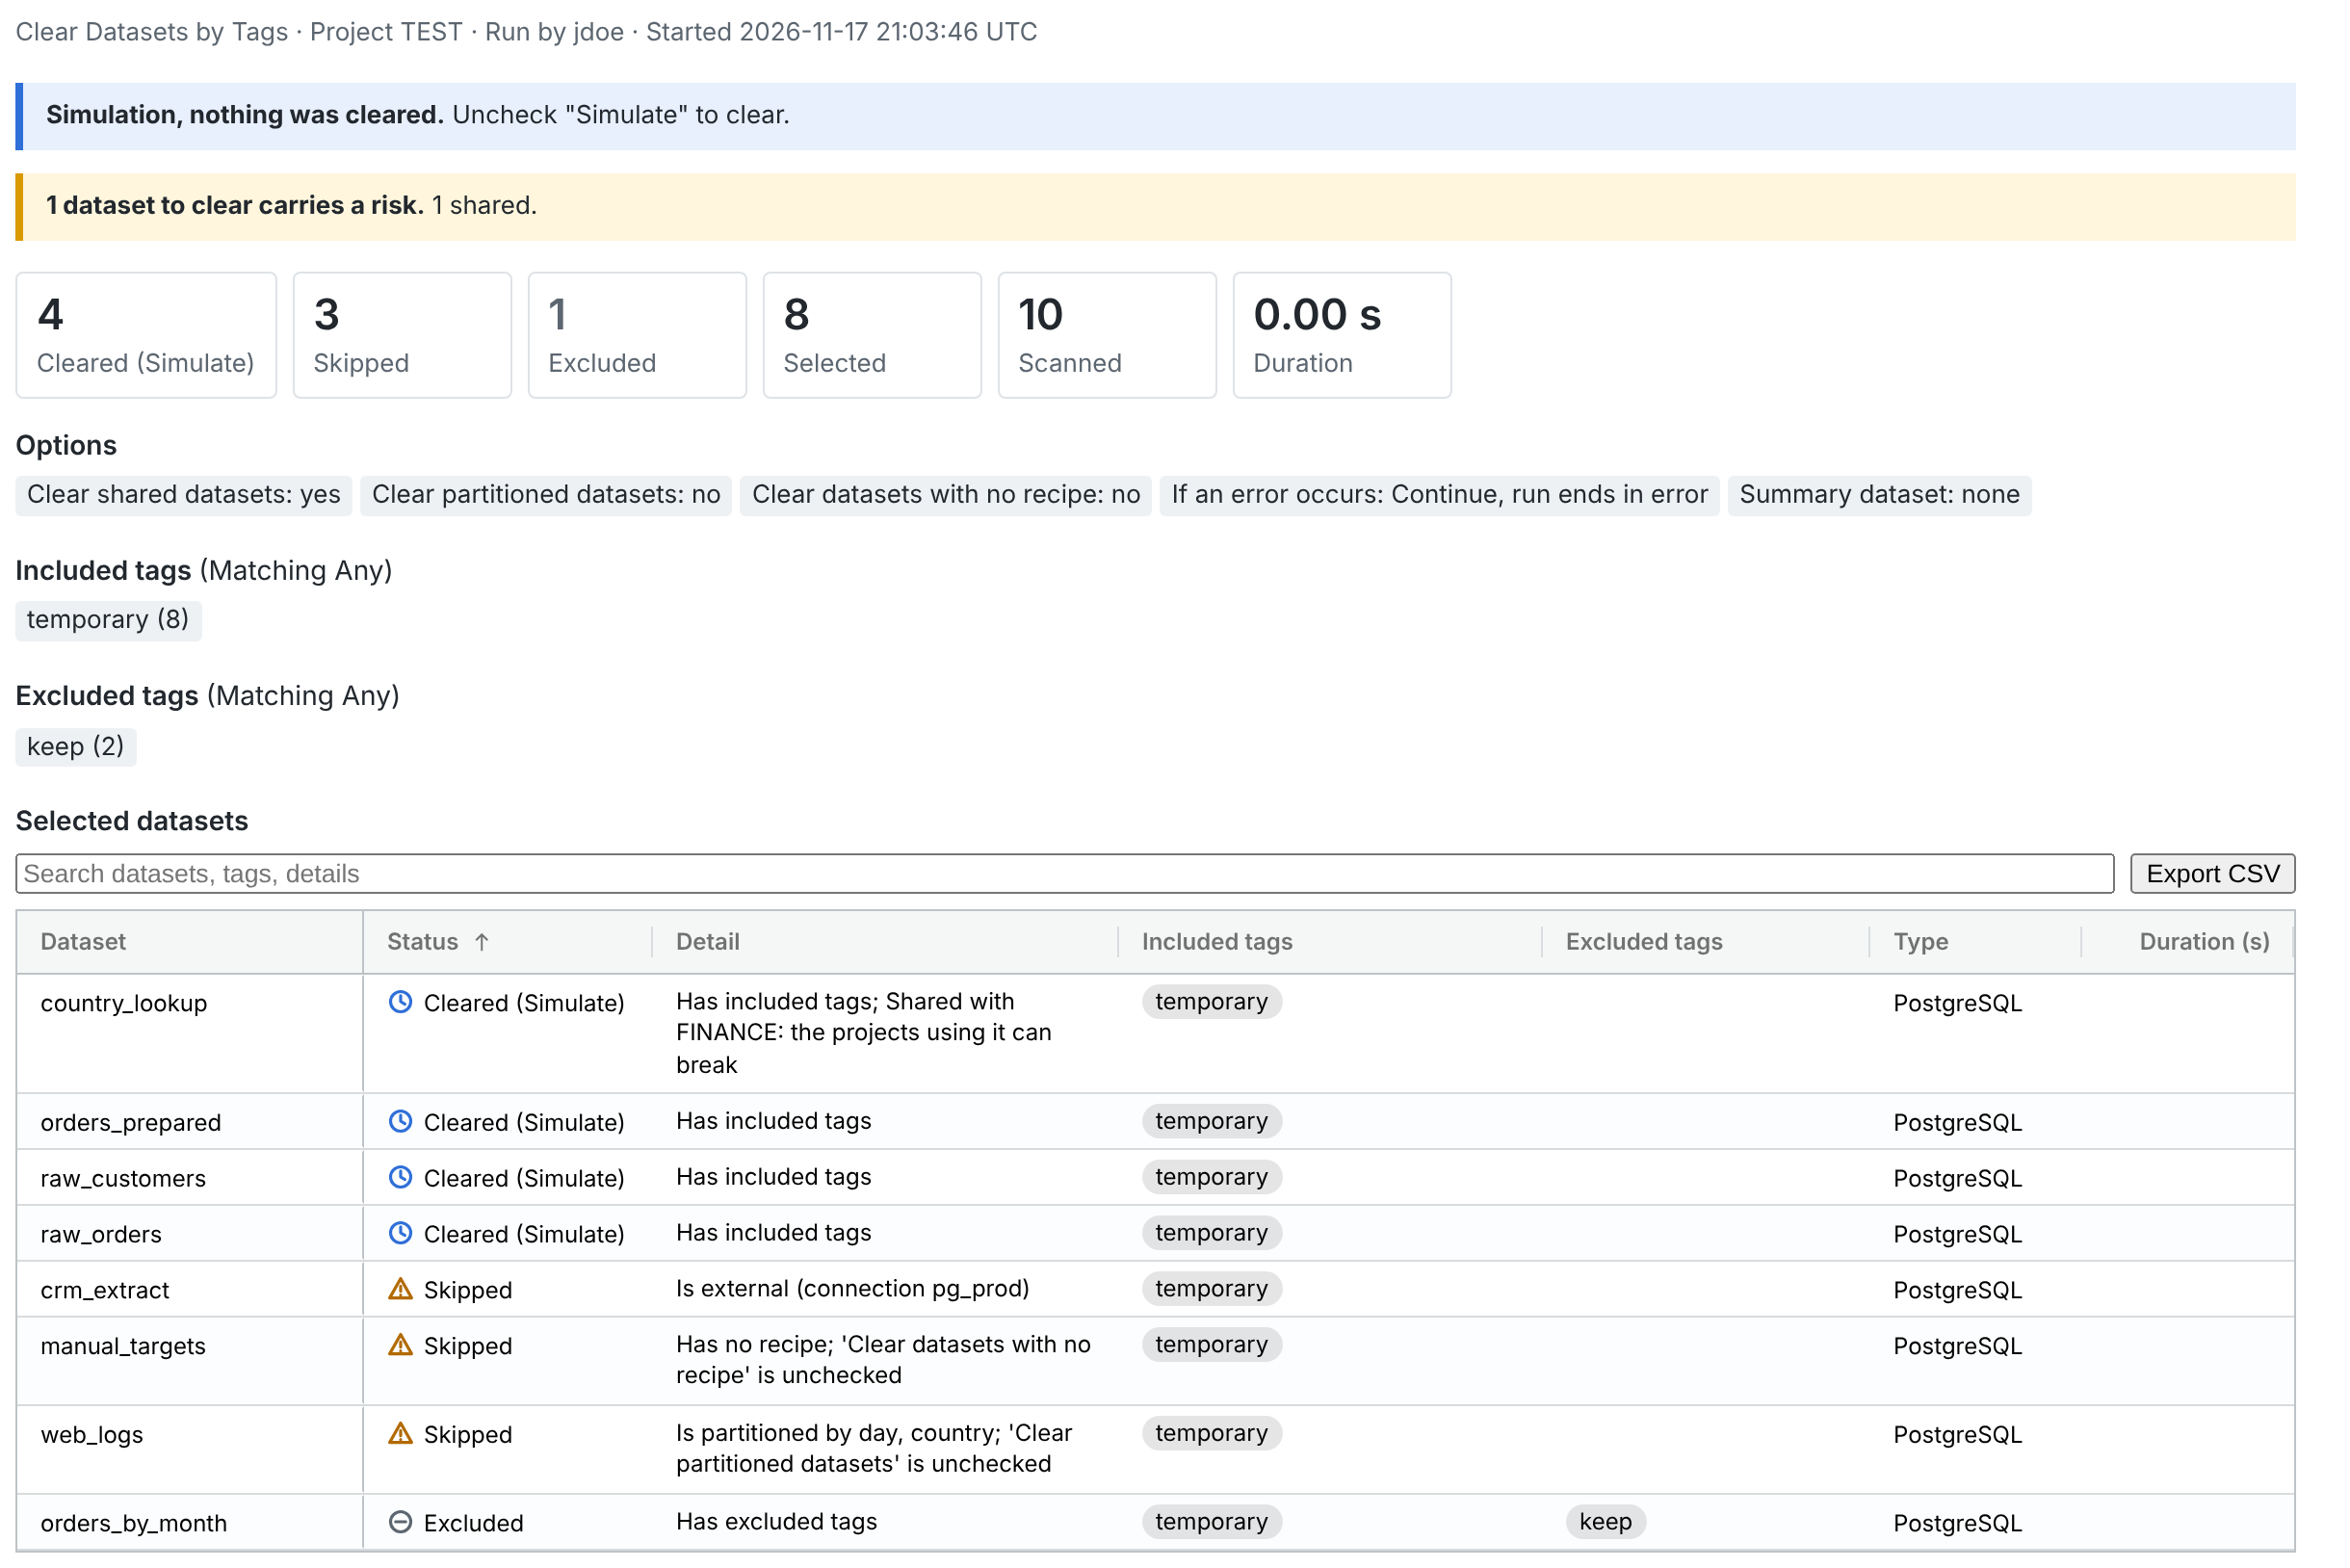 Clear Datasets by Tags · Project TEST · Run by jdoe · Started 2026-11-17 21:03:46 UTC
Simulation, nothing was cleared. Uncheck "Simulate" to clear.
1 dataset to clear carries a risk. 1 shared.
4 3 1 8 10 0.00 s
Cleared (Simulate) Skipped Excluded Selected Scanned Duration
Options
Clear shared datasets: yes Clear partitioned datasets: no Clear datasets with no recipe: no If an error occurs: Continue, run ends in error Summary dataset: none
Included tags (Matching Any)
temporary (8)
Excluded tags (Matching Any)
keep (2)
Selected datasets
Search datasets, tags, details Export CSV
Dataset Status ↑ Detail Included tags Excluded tags Type Duration (s)
country_lookup Cleared (Simulate) Has included tags; Shared with temporary PostgreSQL
FINANCE: the projects using it can
break
orders_prepared Cleared (Simulate) Has included tags temporary PostgreSQL
raw_customers Cleared (Simulate) Has included tags temporary PostgreSQL
raw_orders Cleared (Simulate) Has included tags temporary PostgreSQL
crm_extract Skipped Is external (connection pg_prod) temporary PostgreSQL
manual_targets Skipped Has no recipe; 'Clear datasets with no temporary PostgreSQL
recipe' is unchecked
web_logs Skipped Is partitioned by day, country; 'Clear temporary PostgreSQL
partitioned datasets' is unchecked
orders_by_month Excluded Has excluded tags temporary keep PostgreSQL